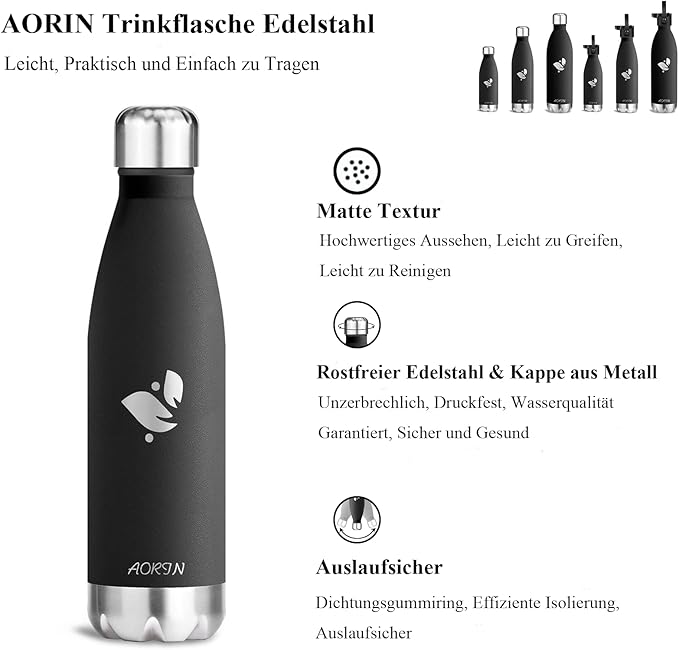 AORIN Trinkflasche Edelstahl
Leicht, Praktisch und Einfach zu Tragen
AORIN
Matte Textur
Hochwertiges Aussehen, Leicht zu Greifen,
Leicht zu Reinigen
Rostfreier Edelstahl & Kappe aus Metall
Unzerbrechlich, Druckfest, Wasserqualität
Garantiert, Sicher und Gesund
Auslaufsicher
Dichtungsgummiring, Effiziente Isolierung,
Auslaufsicher
AORIN